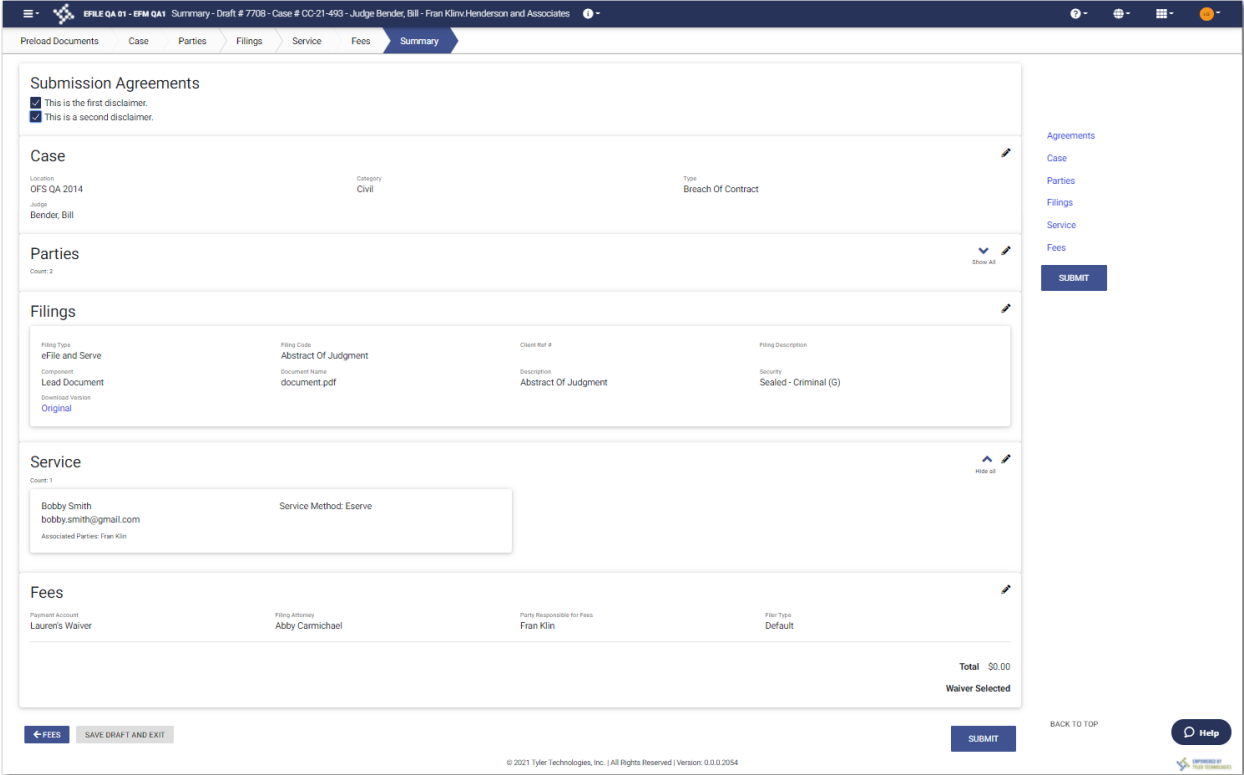 EFILE QA 01 - EFM QA1 Summary - Draft # 7708 - Case # CC-21-493 - Judge Bender, Bill - Fran Klinv.Henderson and Associates
Preload Documents Case Parties Filings Service Fees Summary
Submission Agreements
This is the first disclaimer.
This is a second disclaimer.
Agreements
Case
Parties
Filings
Service
Fees
SUBMIT
Case
Location Category Type
OFS QA 2014 Civil Breach Of Contract
Judge
Bender, Bill
Parties
Count: 2
Show All
Filings
Filing Type Filing Code Client Ref # Filing Description
eFile and Serve Abstract Of Judgment
Component Document Name Description Security
Lead Document document.pdf Abstract Of Judgment Sealed - Criminal (G)
Download Version
Original
Service
Hide all
Count: 1
Bobby Smith Service Method: Eserve
bobby.smith@gmail.com
Associated Parties: Fran Klin
Fees
Payment Account Filing Attorney Party Responsible for Fees Filer Type
Lauren's Waiver Abby Carmichael Fran Klin Default
Total $0.00
Waiver Selected
FEES SAVE DRAFT AND EXIT SUBMIT
BACK TO TOP
Help
© 2021 Tyler Technologies, Inc. | All Rights Reserved | Version: 0.0.0.2054
EMPOWERED BY
TYLER TECHNOLOGIES